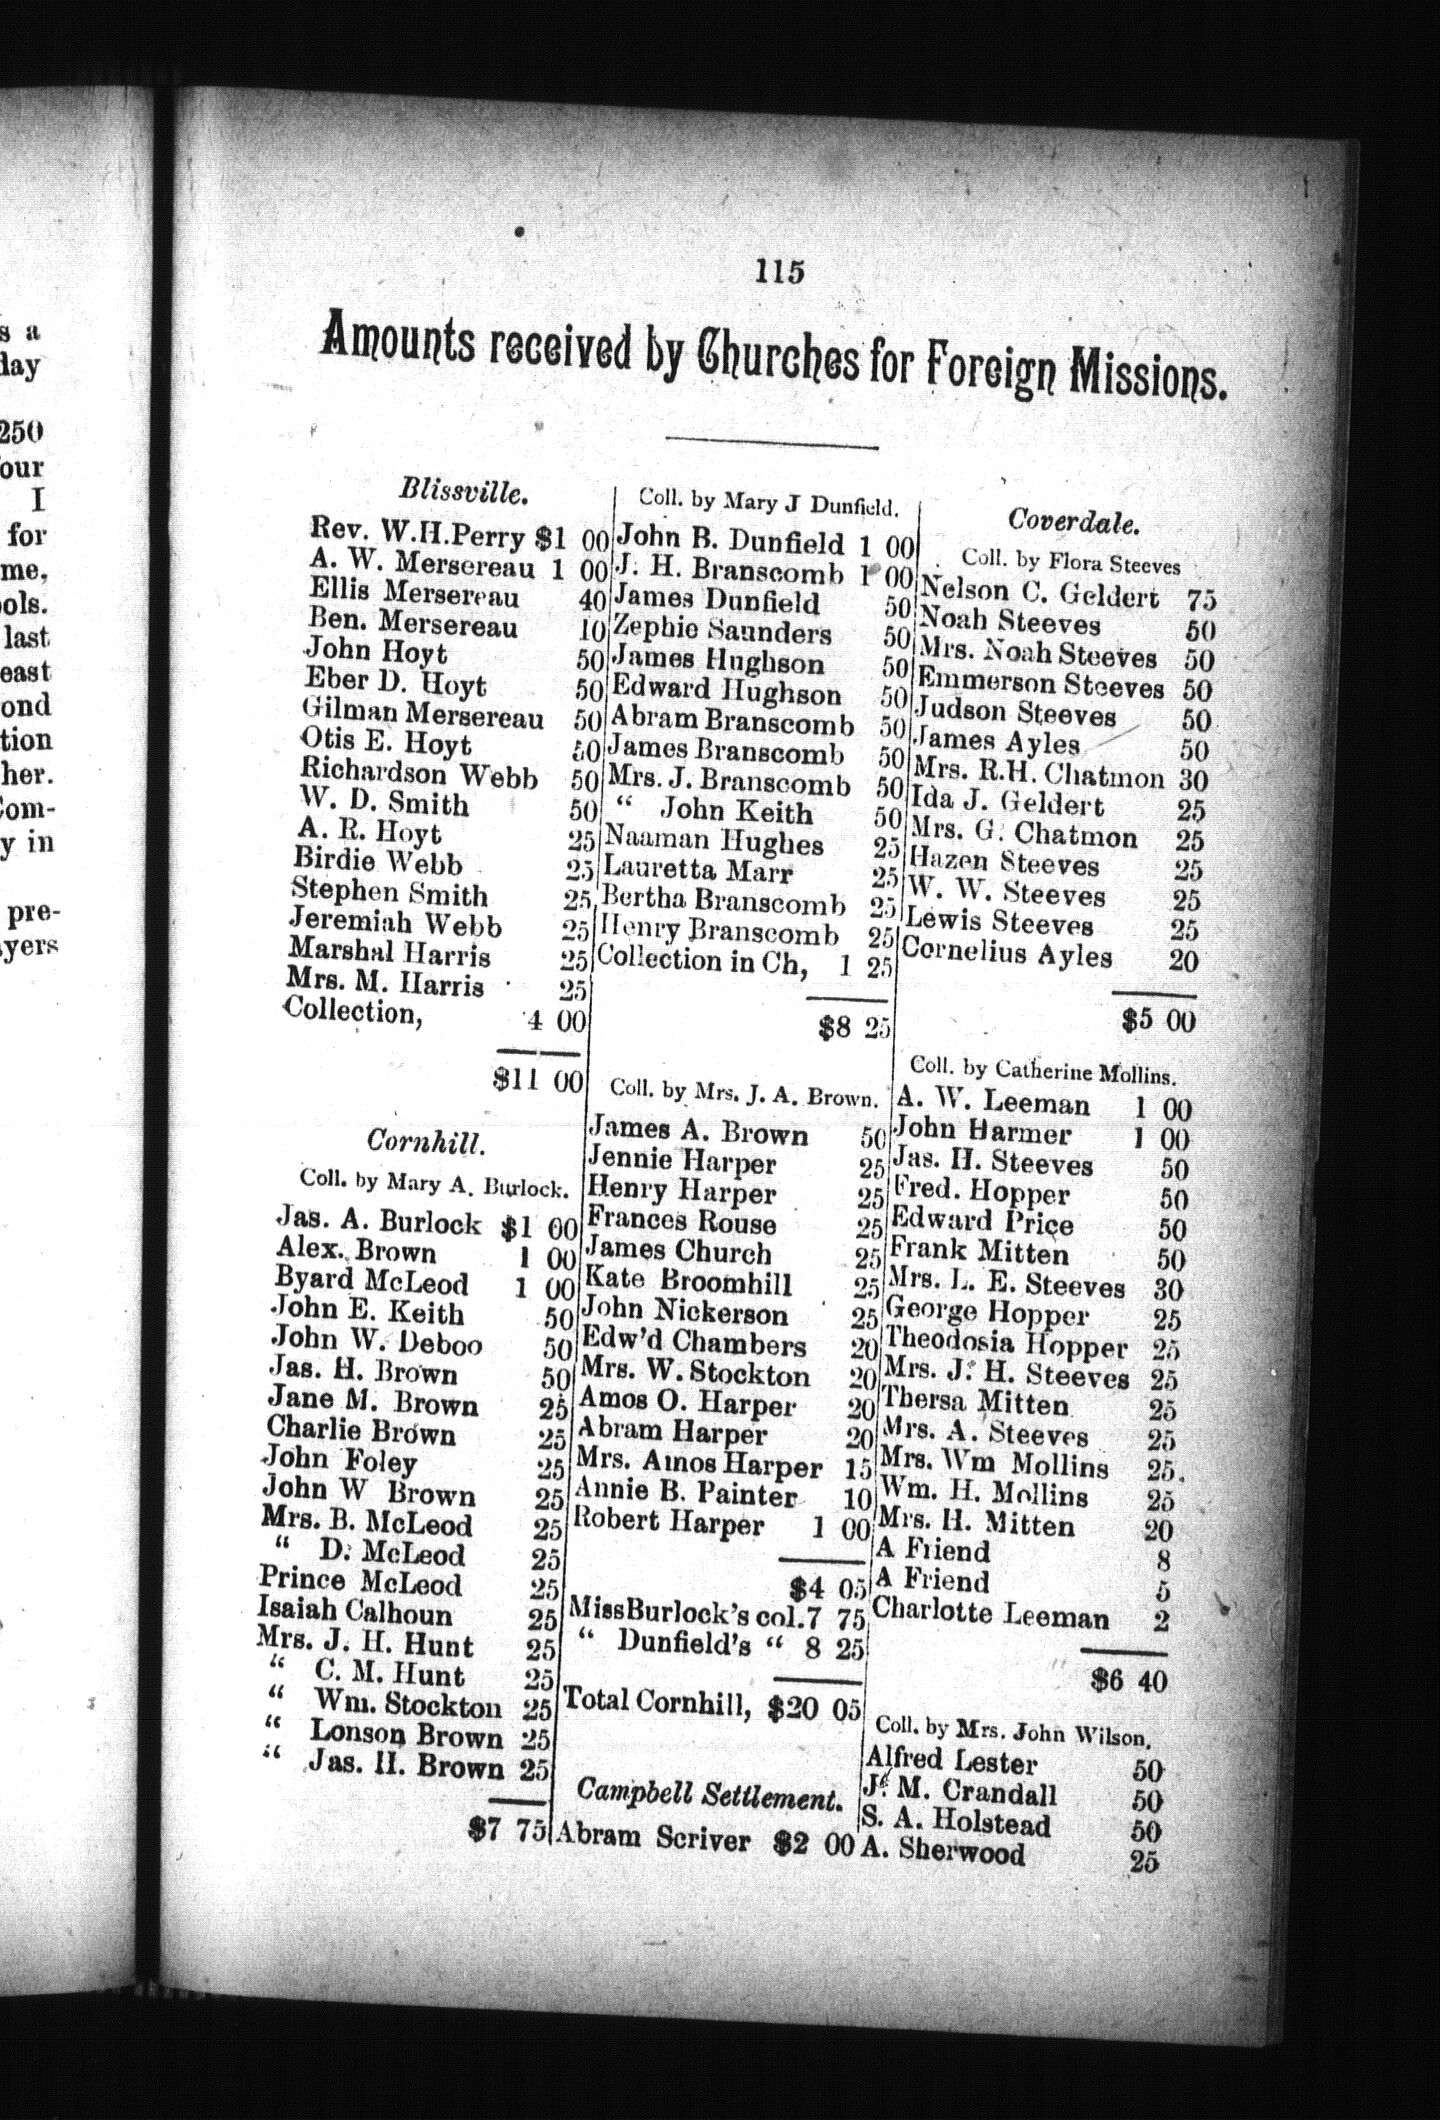 s a
day
250
our
I
for
me,
ols.
last
east
ond
tion
her.
Com-
y in
pre-
ayers
115
Amounts received by Churches for Foreign Missions.
Blissville.
Rev. W.H.Perry $1 00
A. W. Mersereau 1 00
Ellis Mersereau 40
Ben. Mersereau 10
John Hoyt 50
Eber D. Hoyt 50
Gilman Mersereau 50
Otis E. Hoyt 50
Richardson Webb 50
W. D. Smith 50
A. R. Hoyt 25
Birdie Webb 25
Stephen Smith 25
Jeremiah Webb 25
Marshal Harris 25
Mrs. M. Harris 25
Collection, 4 00
$11 00
Cornhill.
Coll. by Mary A. Burlock.
Jas. A. Burlock $1 00
Alex. Brown 1 00
Byard McLeod 1 00
John E. Keith 50
John W. Deboo 50
Jas. H. Brown 50
Jane M. Brown 25
Charlie Brown 25
John Foley 25
John W Brown 25
Mrs. B. McLeod 25
" D. McLeod 25
Prince McLeod 25
Isaiah Calhoun 25
Mrs. J. H. Hunt 25
" C. M. Hunt 25
" Wm. Stockton 25
" Lonson Brown 25
" Jas. H. Brown 25
$7 75
Coll. by Mary J Dunfield.
John B. Dunfield 1 00
J. H. Branscomb 1 00
James Dunfield 50
Zephie Saunders 50
James Hughson 50
Edward Hughson 50
Abram Branscomb 50
James Branscomb 50
Mrs. J. Branscomb 50
" John Keith 50
Naaman Hughes 25
Lauretta Marr 25
Bertha Branscomb 25
Henry Branscomb 25
Collection in Ch, 1 25
$8 25
Coll. by Mrs. J. A. Brown.
James A. Brown 50
Jennie Harper 25
Henry Harper 25
Frances Rouse 25
James Church 25
Kate Broomhill 25
John Nickerson 25
Edw'd Chambers 20
Mrs. W. Stockton 20
Amos O. Harper 20
Abram Harper 20
Mrs. Amos Harper 15
Annie B. Painter 10
Robert Harper 1 00
$4 05
MissBurlock's col.7 75
" Dunfield's " 8 25
Total Cornhill, $20 05
Campbell Settlement.
Abram Scriver $2 00
Coverdale.
Coll. by Flora Steeves
Nelson C. Geldert 75
Noah Steeves 50
Mrs. Noah Steeves 50
Emmerson Steeves 50
Judson Steeves 50
James Ayles 50
Mrs. R.H. Chatmon 30
Ida J. Geldert 25
Mrs. G. Chatmon 25
Hazen Steeves 25
W. W. Steeves 25
Lewis Steeves 25
Cornelius Ayles 20
$5 00
Coll. by Catherine Mollins.
A. W. Leeman 1 00
John Harmer 1 00
Jas. H. Steeves 50
Fred. Hopper 50
Edward Price 50
Frank Mitten 50
Mrs. L. E. Steeves 30
George Hopper 25
Theodosia Hopper 25
Mrs. J. H. Steeves 25
Thersa Mitten 25
Mrs. A. Steeves 25
Mrs. Wm Mollins 25
Wm. H. Mollins 25
Mrs. H. Mitten 20
A Friend 8
A Friend 5
Charlotte Leeman 2
$6 40
Coll. by Mrs. John Wilson.
Alfred Lester 50
J. M. Crandall 50
S. A. Holstead 50
A. Sherwood 25